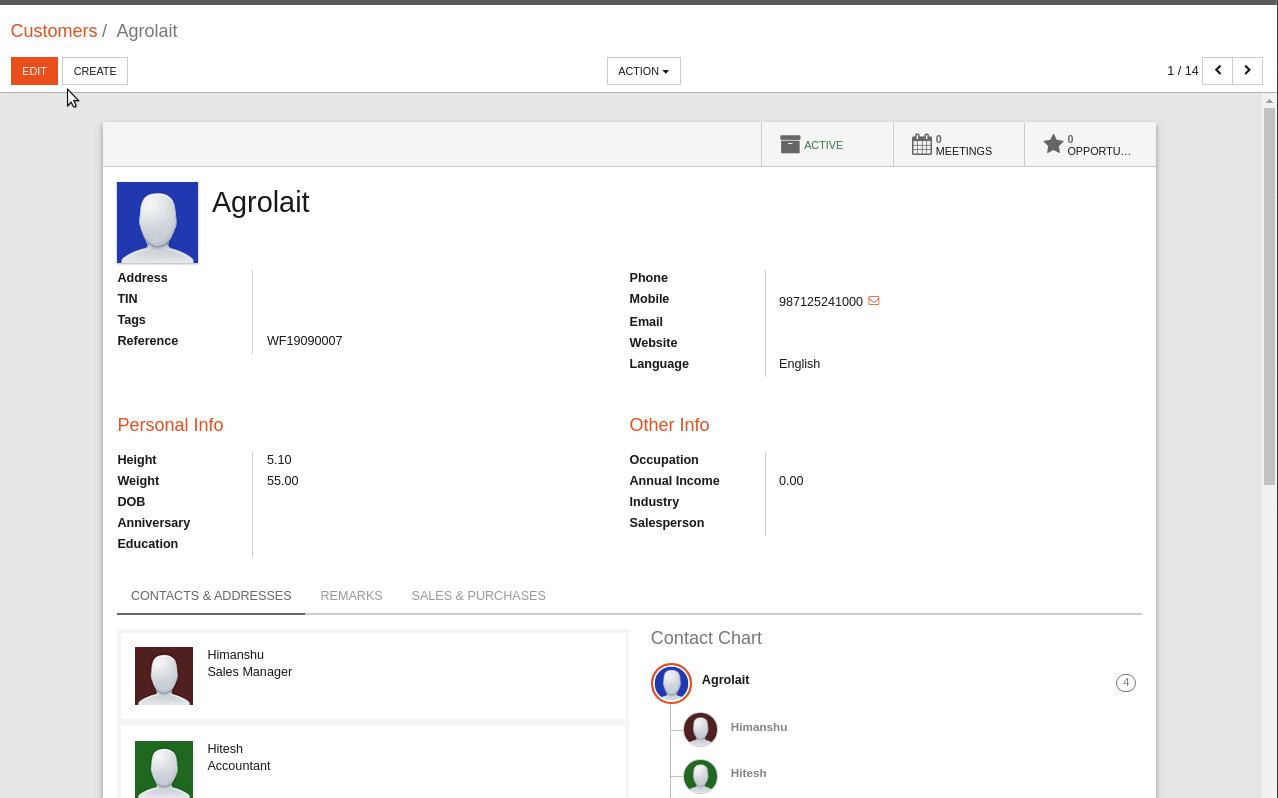 Customers / Agrolait
EDIT CREATE ACTION 1 / 14
ACTIVE
0
MEETINGS
0
OPPORTU...
Agrolait
Address
TIN
Tags
Reference WF19090007
Phone
Mobile 987125241000
Email
Website
Language English
Personal Info
Height 5.10
Weight 55.00
DOB
Anniversary
Education
Other Info
Occupation
Annual Income 0.00
Industry
Salesperson
CONTACTS & ADDRESSES REMARKS SALES & PURCHASES
Himanshu
Sales Manager
Hitesh
Accountant
Contact Chart
Agrolait 4
Himanshu
Hitesh